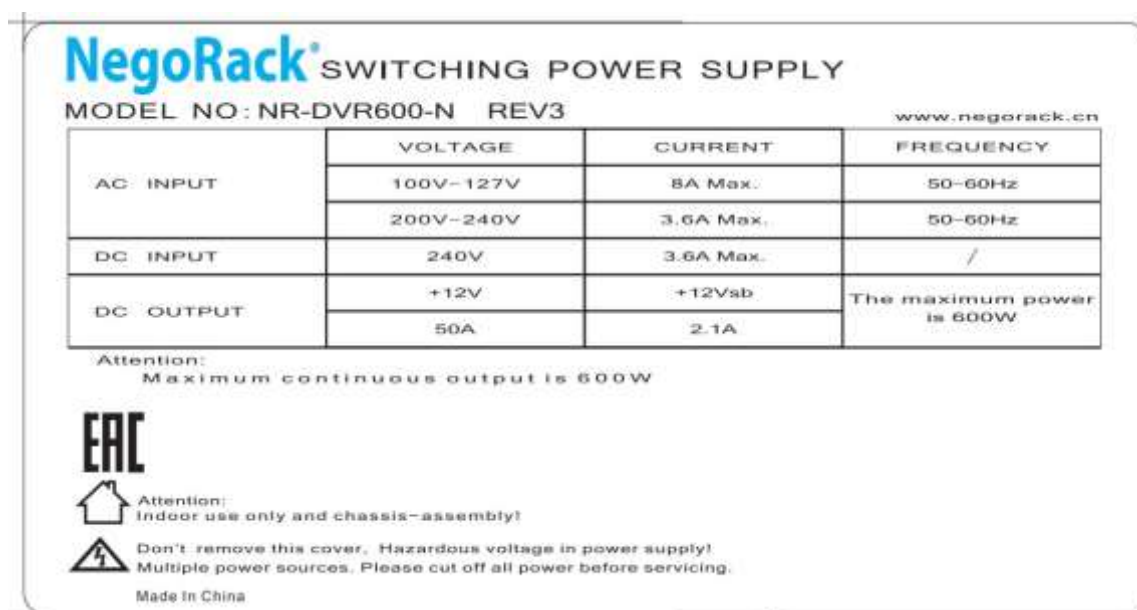 NegoRack® SWITCHING POWER SUPPLY
MODEL NO: NR-DVR600-N REV3
www.negorack.cn
VOLTAGE CURRENT FREQUENCY
AC INPUT 100V-127V 8A Max. 50-60Hz
200V-240V 3.6A Max. 50-60Hz
DC INPUT 240V 3.6A Max. /
DC OUTPUT +12V +12Vsb The maximum power
is 600W
50A 2.1A
Attention:
Maximum continuous output is 600W
EAC
Attention:
Indoor use only and chassis-assembly!
Don't remove this cover, Hazardous voltage in power supply!
Multiple power sources. Please cut off all power before servicing.
Made In China